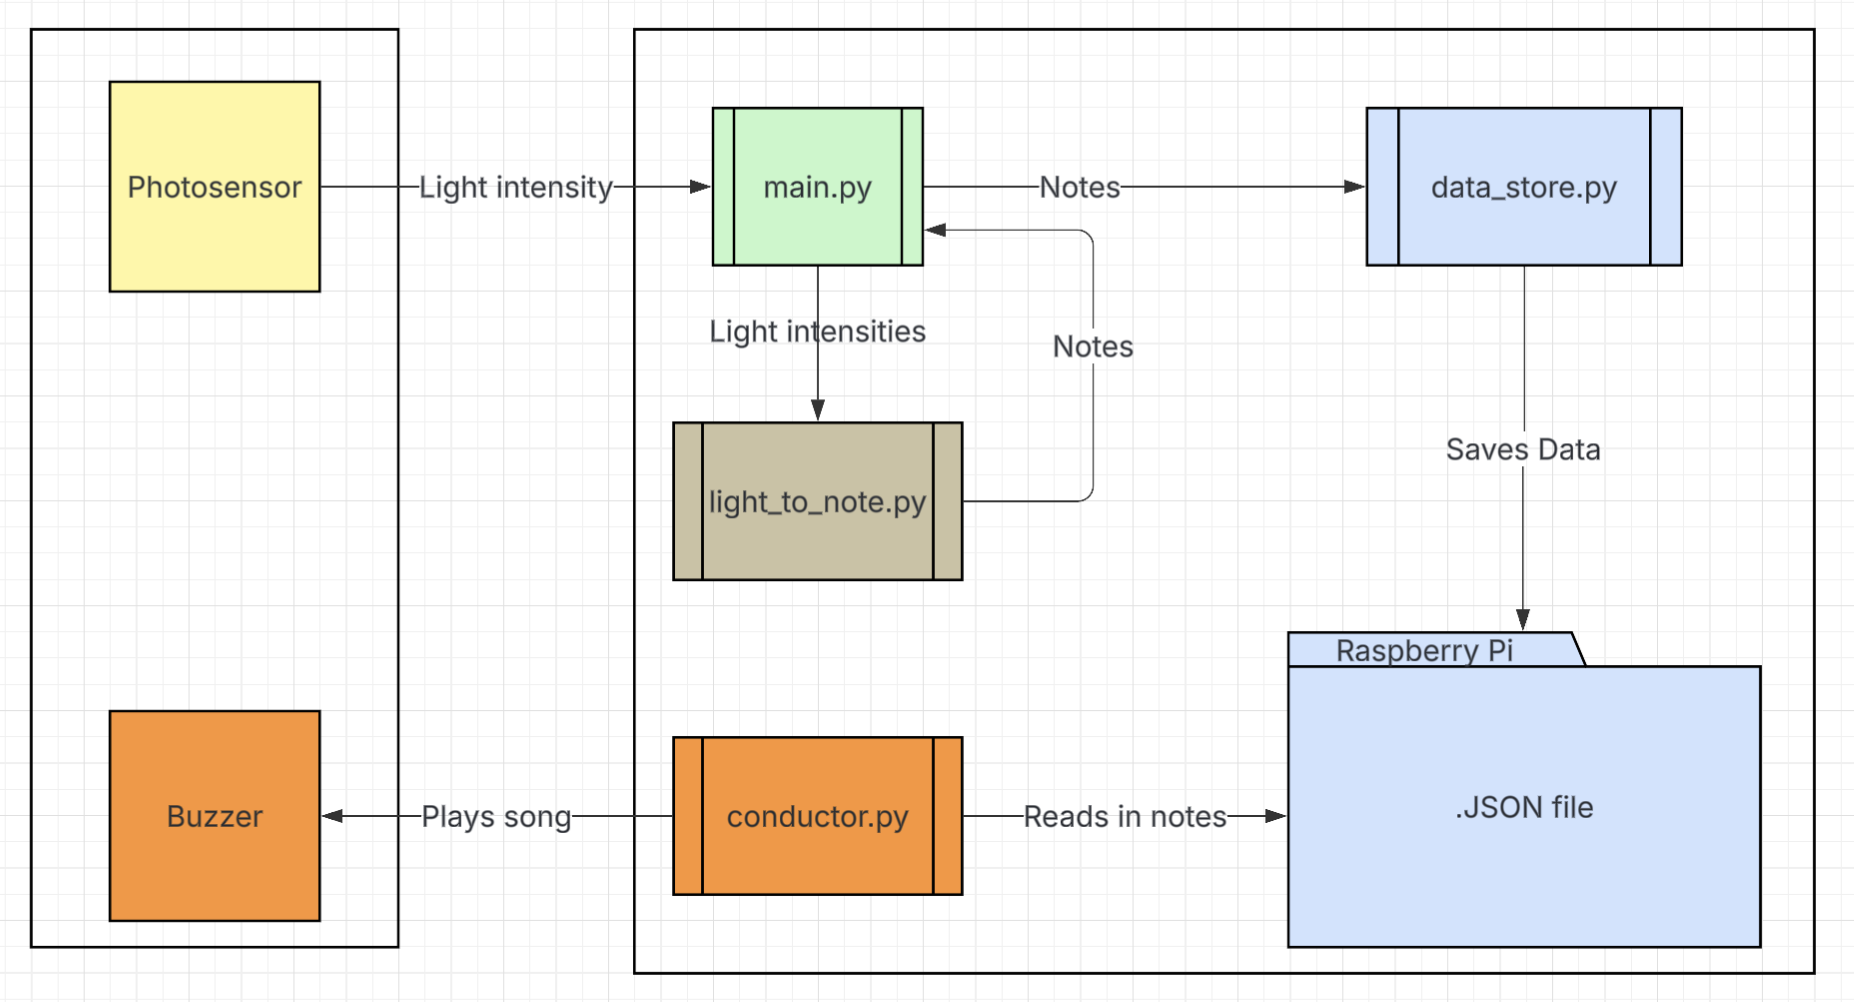 Photosensor
Light intensity
main.py
Notes
data_store.py
Light intensities
Notes
Saves Data
light_to_note.py
Raspberry Pi
.JSON file
Buzzer
Plays song
conductor.py
Reads in notes